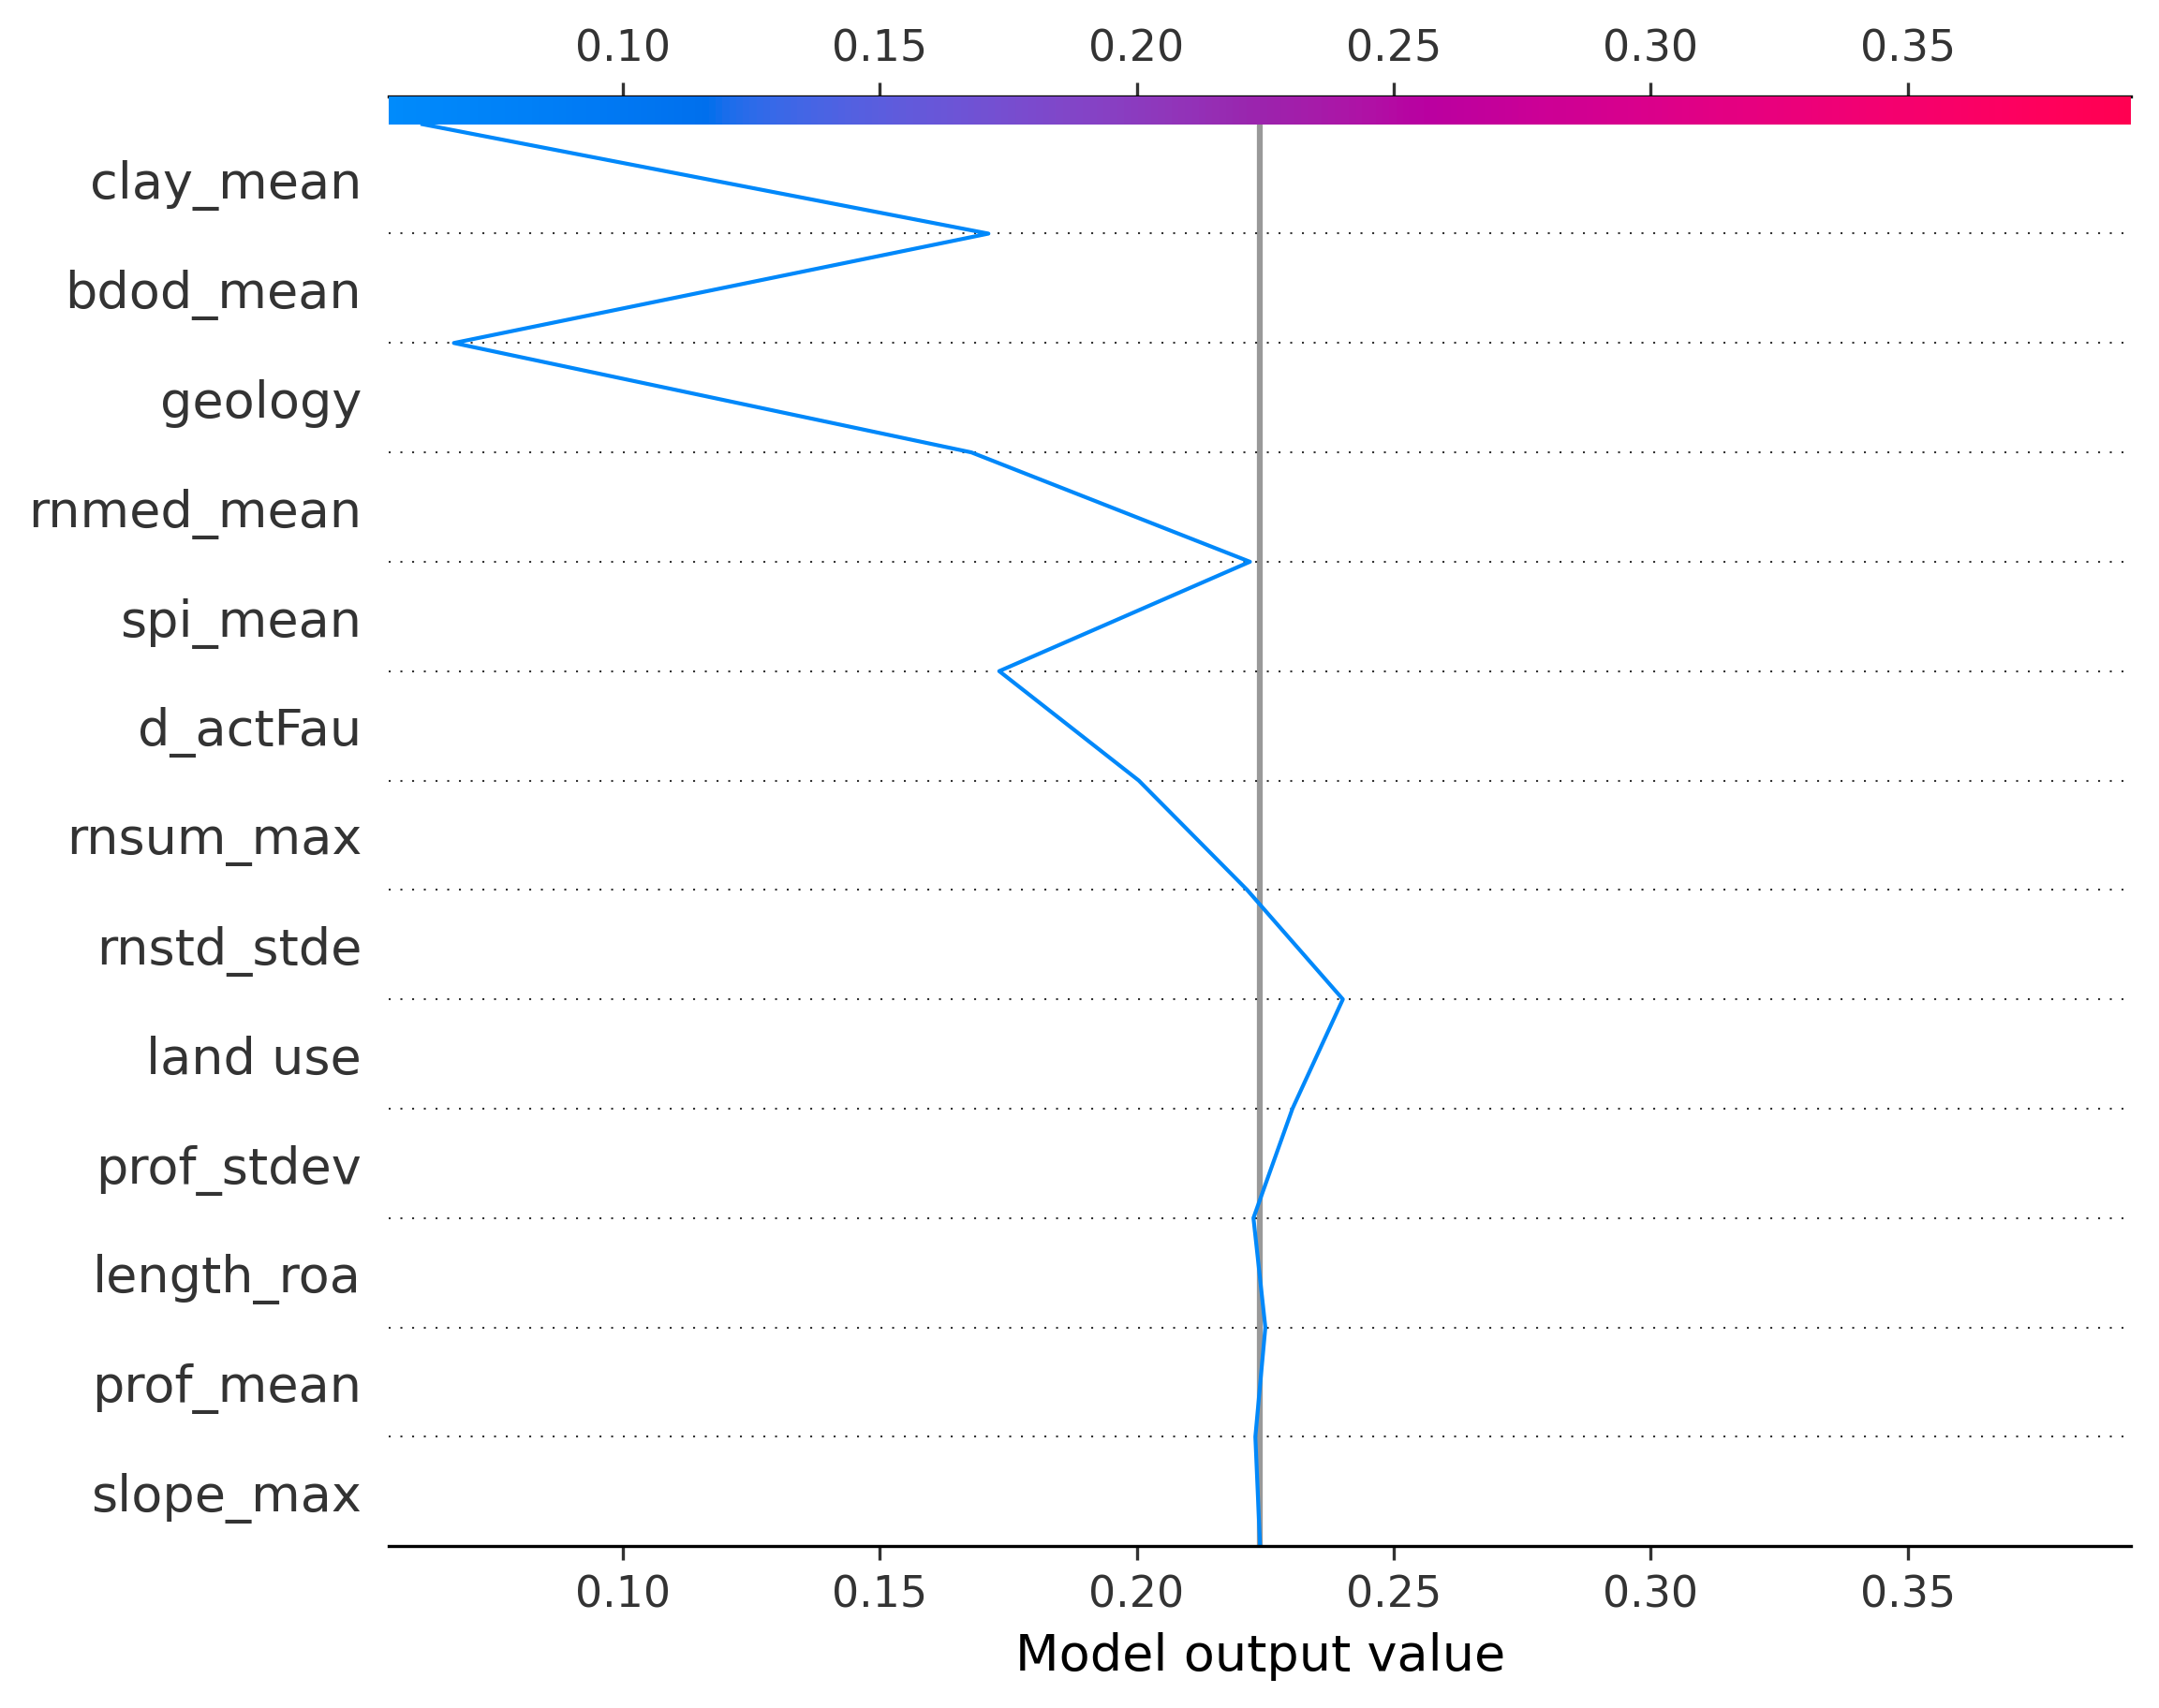 0.10 0.15 0.20 0.25 0.30 0.35
clay_mean
bdod_mean
geology
rnmed_mean
spi_mean
d_actFau
rnsum_max
rnstd_stde
land use
prof_stdev
length_roa
prof_mean
slope_max
0.10 0.15 0.20 0.25 0.30 0.35
Model output value